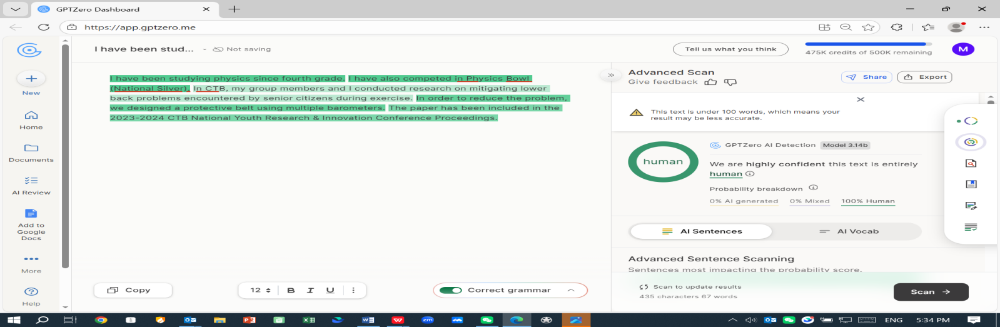 GPTZero Dashboard
https://app.gptzero.me
I have been stud...
Not saving
Tell us what you think
475K credits of 500K remaining
M
New
Home
Documents
AI Review
Add to
Google
Docs
More
Help
I have been studying physics since fourth grade. I have also competed in Physics Bowl
(National Silver). In CTB, my group members and I conducted research on mitigating lower
back problems encountered by senior citizens during exercise. In order to reduce the problem,
we designed a protective belt using multiple barometers. The paper has been included in the
2023-2024 CTB National Youth Research & Innovation Conference Proceedings.
Copy
12
B I U
Correct grammar
Advanced Scan
Give feedback
Share
Export
This text is under 100 words, which means your
result may be less accurate.
human
GPTZero AI Detection Model 3.14b
We are highly confident this text is entirely
human
Probability breakdown
0% AI generated 0% Mixed 100% Human
AI Sentences
AI Vocab
Advanced Sentence Scanning
Sentences most impacting the probability score.
Scan to update results
435 characters 67 words
Scan
ENG
5:34 PM